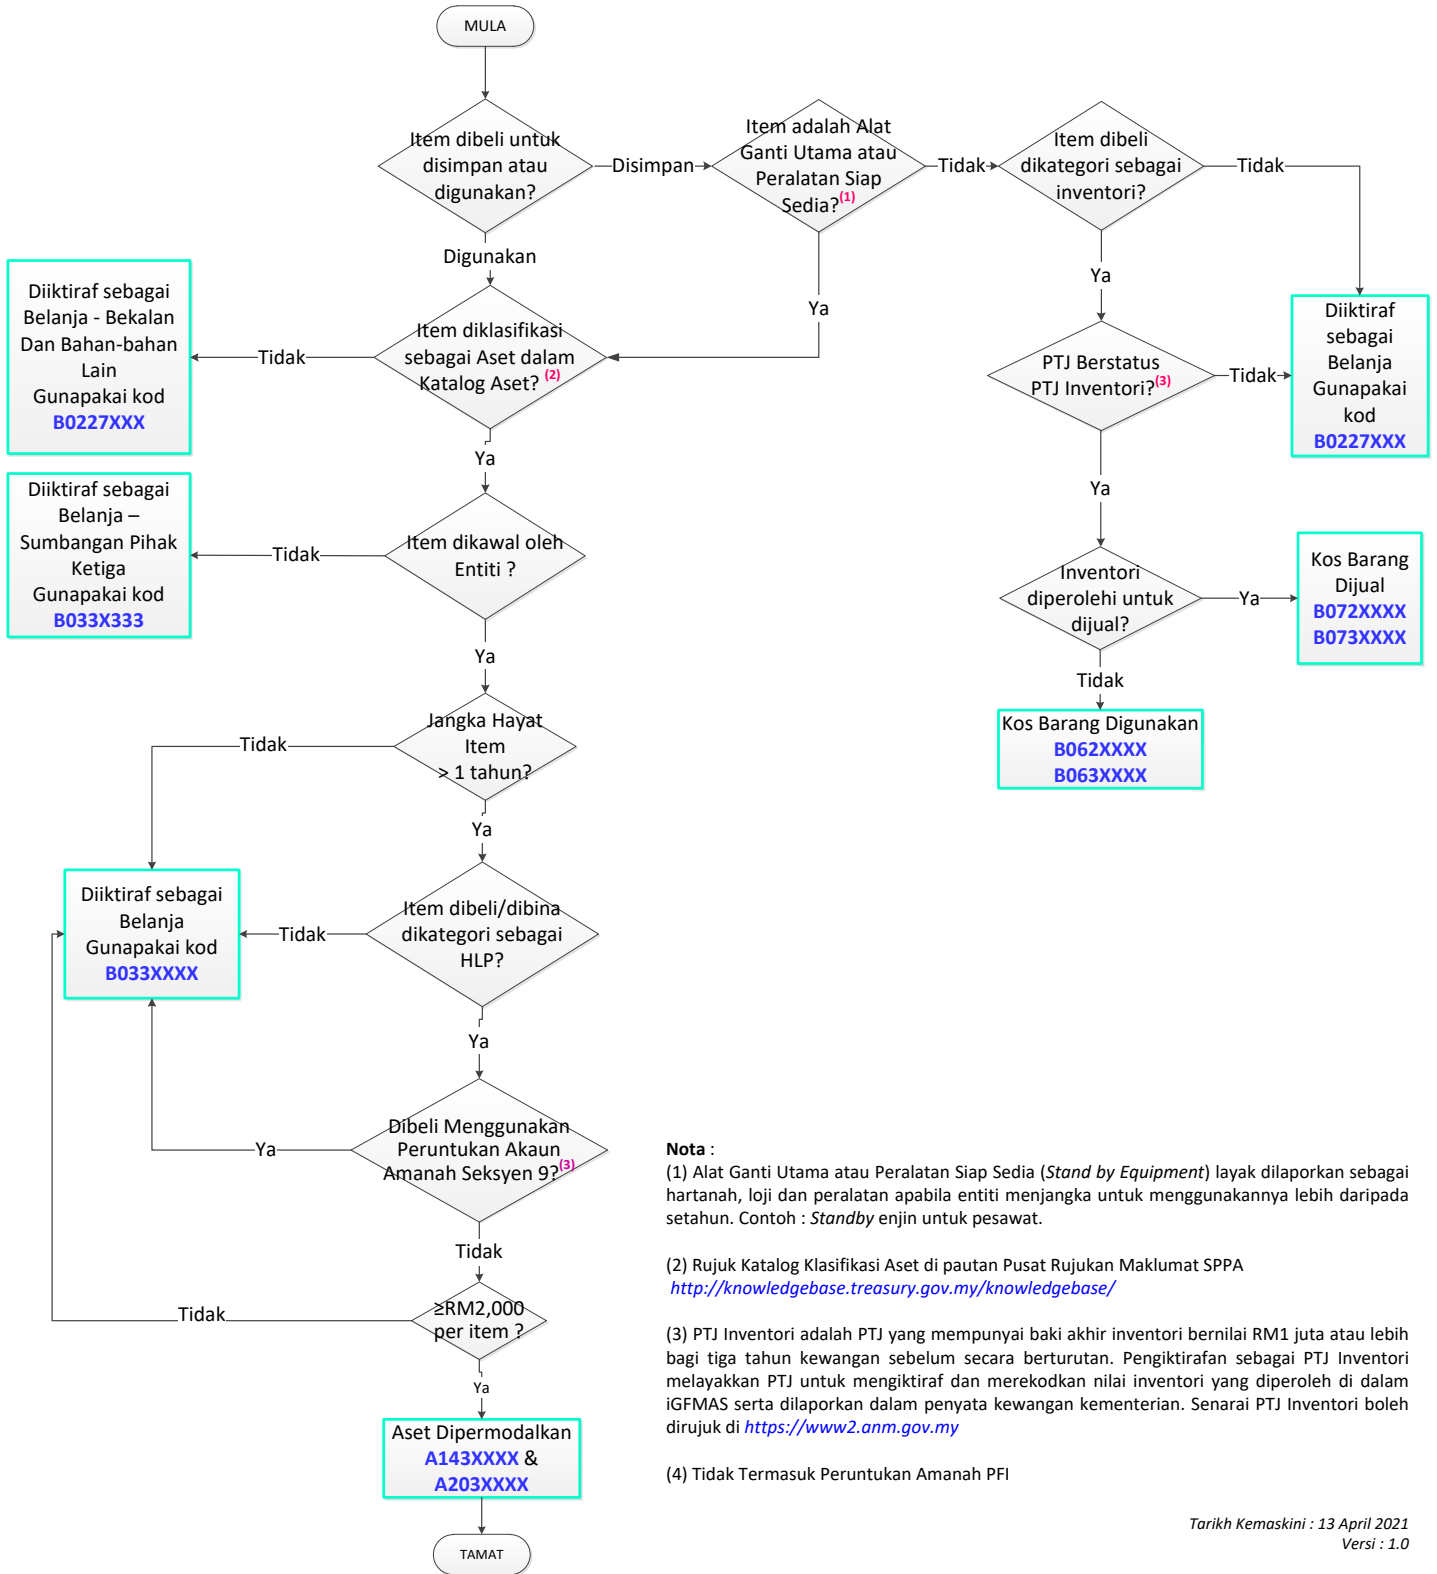 MULA
Item dibeli untuk
disimpan atau
digunakan?
Disimpan
Item adalah Alat
Ganti Utama atau
Peralatan Siap
Sedia?(1)
Tidak
Item dibeli
dikategori sebagai
inventori?
Tidak
Digunakan
Ya
Ya
Diiktiraf sebagai
Belanja - Bekalan
Dan Bahan-bahan
Lain
Gunapakai kod
B0227XXX
Tidak
Item diklasifikasi
sebagai Aset dalam
Katalog Aset? (2)
PTJ Berstatus
PTJ Inventori?(3)
Tidak
Diiktiraf
sebagai
Belanja
Gunapakai
kod
B0227XXX
Ya
Ya
Diiktiraf sebagai
Belanja –
Sumbangan Pihak
Ketiga
Gunapakai kod
B033X333
Tidak
Item dikawal oleh
Entiti ?
Inventori
diperolehi untuk
dijual?
Ya
Kos Barang
Dijual
B072XXXX
B073XXXX
Ya
Tidak
Kos Barang Digunakan
B062XXXX
B063XXXX
Tidak
Jangka Hayat
Item
> 1 tahun?
Ya
Diiktiraf sebagai
Belanja
Gunapakai kod
B033XXXX
Tidak
Item dibeli/dibina
dikategori sebagai
HLP?
Ya
Ya
Dibeli Menggunakan
Peruntukan Akaun
Amanah Seksyen 9?(3)
Tidak
Tidak
≥RM2,000
per item ?
Ya
Aset Dipermodalkan
A143XXXX &
A203XXXX
TAMAT
Nota :
(1) Alat Ganti Utama atau Peralatan Siap Sedia (Stand by Equipment) layak dilaporkan sebagai
hartanah, loji dan peralatan apabila entiti menjangka untuk menggunakannya lebih daripada
setahun. Contoh : Standby enjin untuk pesawat.
(2) Rujuk Katalog Klasifikasi Aset di pautan Pusat Rujukan Maklumat SPPA
http://knowledgebase.treasury.gov.my/knowledgebase/
(3) PTJ Inventori adalah PTJ yang mempunyai baki akhir inventori bernilai RM1 juta atau lebih
bagi tiga tahun kewangan sebelum secara berturutan. Pengiktirafan sebagai PTJ Inventori
melayakkan PTJ untuk mengiktiraf dan merekodkan nilai inventori yang diperoleh di dalam
iGFMAS serta dilaporkan dalam penyata kewangan kementerian. Senarai PTJ Inventori boleh
dirujuk di https://www2.anm.gov.my
(4) Tidak Termasuk Peruntukan Amanah PFI
Tarikh Kemaskini : 13 April 2021
Versi : 1.0